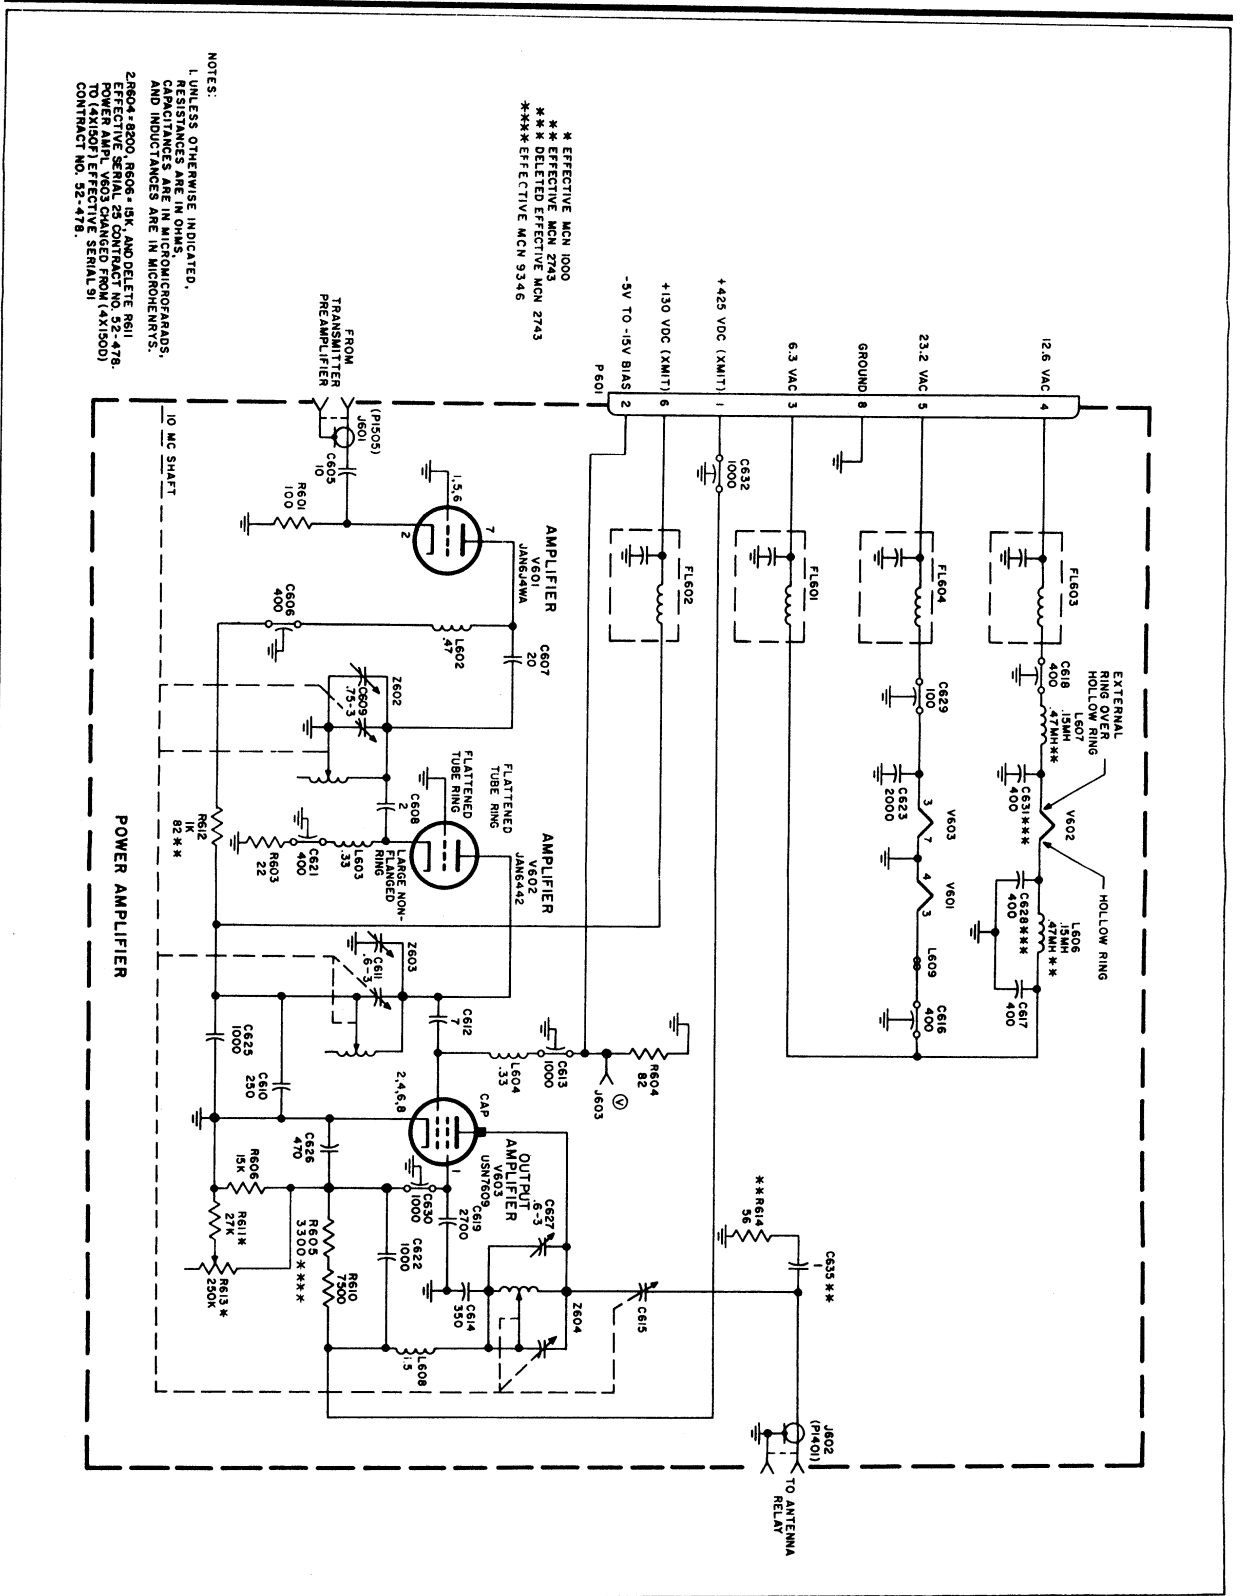 12.6 VAC
23.2 VAC
GROUND
6.3 VAC
+425 VDC (XMIT)
+130 VDC (XMIT)
-5V TO -15V BIAS
P601
4
5
8
3
1
6
2
FL603
C618
400
L607
.15MH
.47MH**
EXTERNAL
RING OVER
HOLLOW RING
C631***
400
V602
HOLLOW RING
C628****
400
L606
.15MH
.47MH**
C617
400
FL604
C629
100
C623
2000
V603
3
7
V601
4
3
L609
C616
400
FL601
C632
1000
FL602
* EFFECTIVE MCN 1000
** EFFECTIVE MCN 2743
*** DELETED EFFECTIVE MCN 2743
**** EFFECTIVE MCN 9346
R604
82
J603
V
C613
1000
L604
.33
**R614
56
C635**
1
J602
(P1401)
TO ANTENNA
RELAY
FROM
TRANSMITTER
PREAMPLIFIER
(P1505)
J601
C605
10
R601
100
1,5,6
7
2
AMPLIFIER
V601
JAN6J4WA
C606
400
L602
.47
C607
20
Z602
C609
.75-3
C608
2
FLATTENED
TUBE RING
FLATTENED
TUBE RING
AMPLIFIER
V602
JAN6442
LARGE NON-
FLANGED
RING
L603
.33
C621
400
R603
22
R612
1K
82**
Z603
C611
.6-3
C612
7
C625
1000
C610
250
2,4,6,8
CAP
1
OUTPUT
AMPLIFIER
V603
USN7609
C626
470
R606
15K
R611*
27K
R613*
250K
C630
1000
C619
2700
C622
1000
R605
3300****
R610
7500
C627
.6-3
C614
350
Z604
C615
L608
1.5
10 MC SHAFT
POWER AMPLIFIER
NOTES:
1. UNLESS OTHERWISE INDICATED,
RESISTANCES ARE IN OHMS,
CAPACITANCES ARE IN MICROMICROFARADS,
AND INDUCTANCES ARE IN MICROHENRYS.
2.R604=8200, R606=15K, AND DELETE R611
EFFECTIVE SERIAL 25 CONTRACT NO. 52-478.
POWER AMPL V603 CHANGED FROM (4X150D)
TO (4X150F) EFFECTIVE SERIAL 91
CONTRACT NO. 52-478.